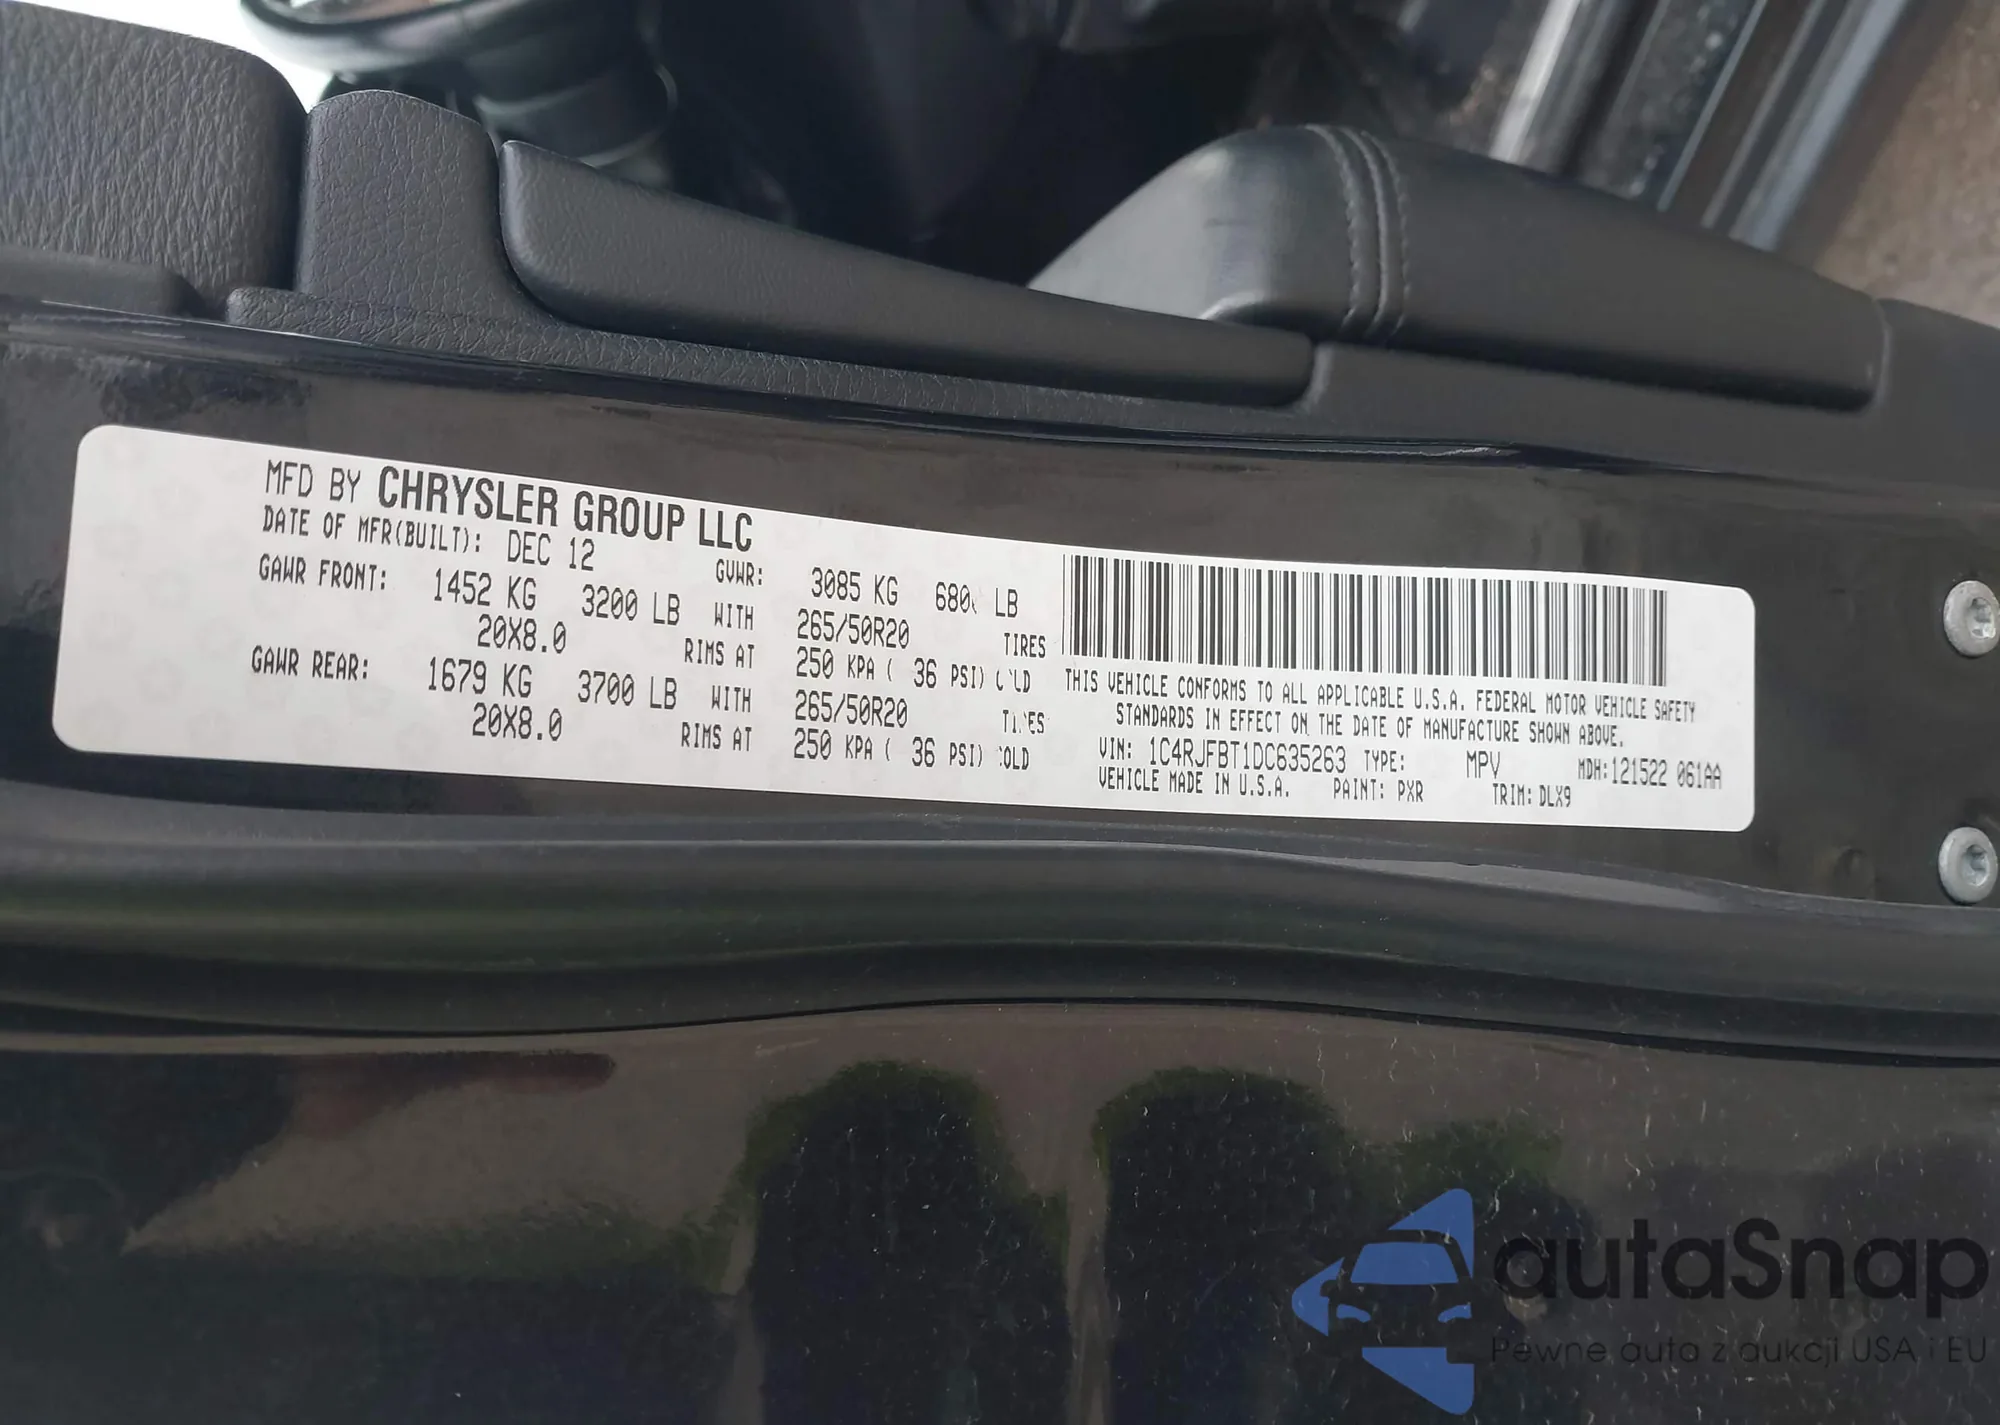 MFD BY CHRYSLER GROUP LLC
DATE OF MFR(BUILT): DEC 12 GVWR: 3085 KG LB
GAWR FRONT: 1452 KG 3200 LB WITH 265/50R20 TIRES
20X8.0 RIMS AT 250 KPA ( 36 PSI)
GAWR REAR: 1679 KG 3700 LB WITH 265/50R20
20X8.0 RIMS AT 250 KPA ( 36 PSI)
THIS VEHICLE CONFORMS TO ALL APPLICABLE U.S.A. FEDERAL MOTOR VEHICLE SAFETY
STANDARDS IN EFFECT ON THE DATE OF MANUFACTURE SHOWN ABOVE.
VIN: 1C4RJFBT1DC635263 TYPE: MPV MDH:121522 061AA
VEHICLE MADE IN U.S.A. PAINT: PXR TRIM: DLX9
autaSnap
Pewne auta z aukcji USA i EU